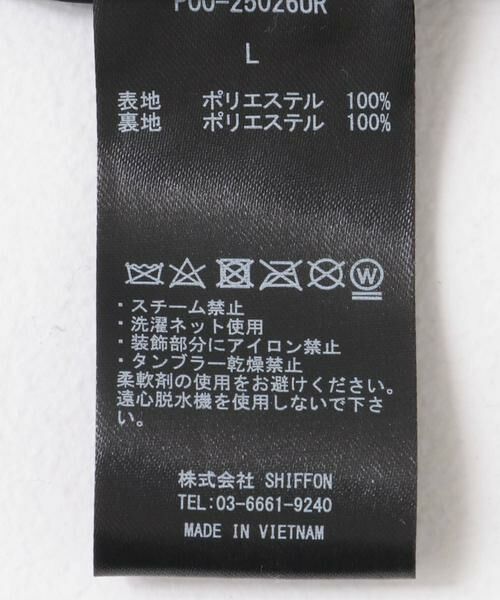 P00-250260R
L
表地 ポリエステル 100%
裏地 ポリエステル 100%
W
・スチーム禁止
・洗濯ネット使用
・装飾部分にアイロン禁止
・タンブラー乾燥禁止
柔軟剤の使用をお避けください。
遠心脱水機を使用しないで下さ
い。
株式会社 SHIFFON
TEL:03-6661-9240
MADE IN VIETNAM